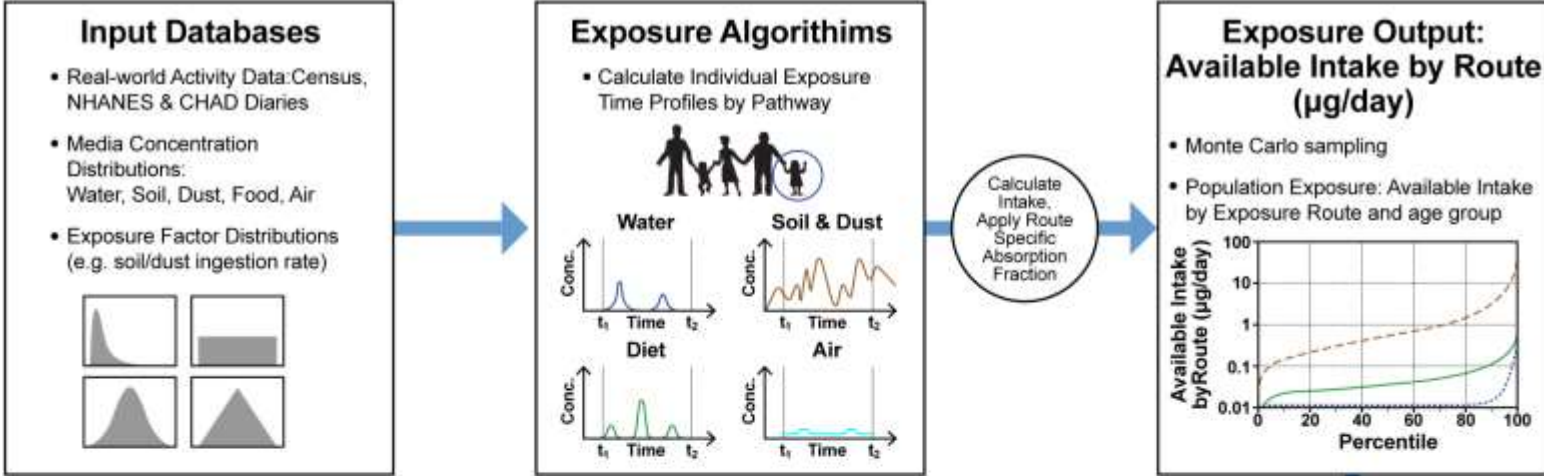 Input Databases
• Real-world Activity Data:Census,
NHANES & CHAD Diaries
• Media Concentration
Distributions:
Water, Soil, Dust, Food, Air
• Exposure Factor Distributions
(e.g. soil/dust ingestion rate)
Exposure Algorithims
• Calculate Individual Exposure
Time Profiles by Pathway
Water
Conc.
t₁ Time t₂
Soil & Dust
Conc.
t₁ Time t₂
Diet
Conc.
t₁ Time t₂
Air
Conc.
t₁ Time t₂
Calculate
Intake,
Apply Route
Specific
Absorption
Fraction
Exposure Output:
Available Intake by Route
(µg/day)
• Monte Carlo sampling
• Population Exposure: Available Intake
by Exposure Route and age group
Available Intake
byRoute (µg/day)
100
10
1
0.1
0.01
0 20 40 60 80 100
Percentile